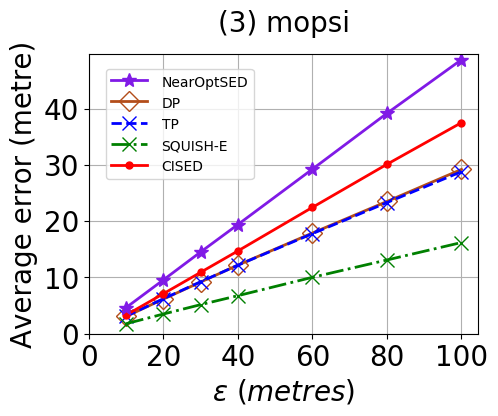 (3) mopsi
Average error (metre)
40
30
20
10
0
NearOptSED
DP
TP
SQUISH-E
CISED
0 20 40 60 80 100
ε (metres)